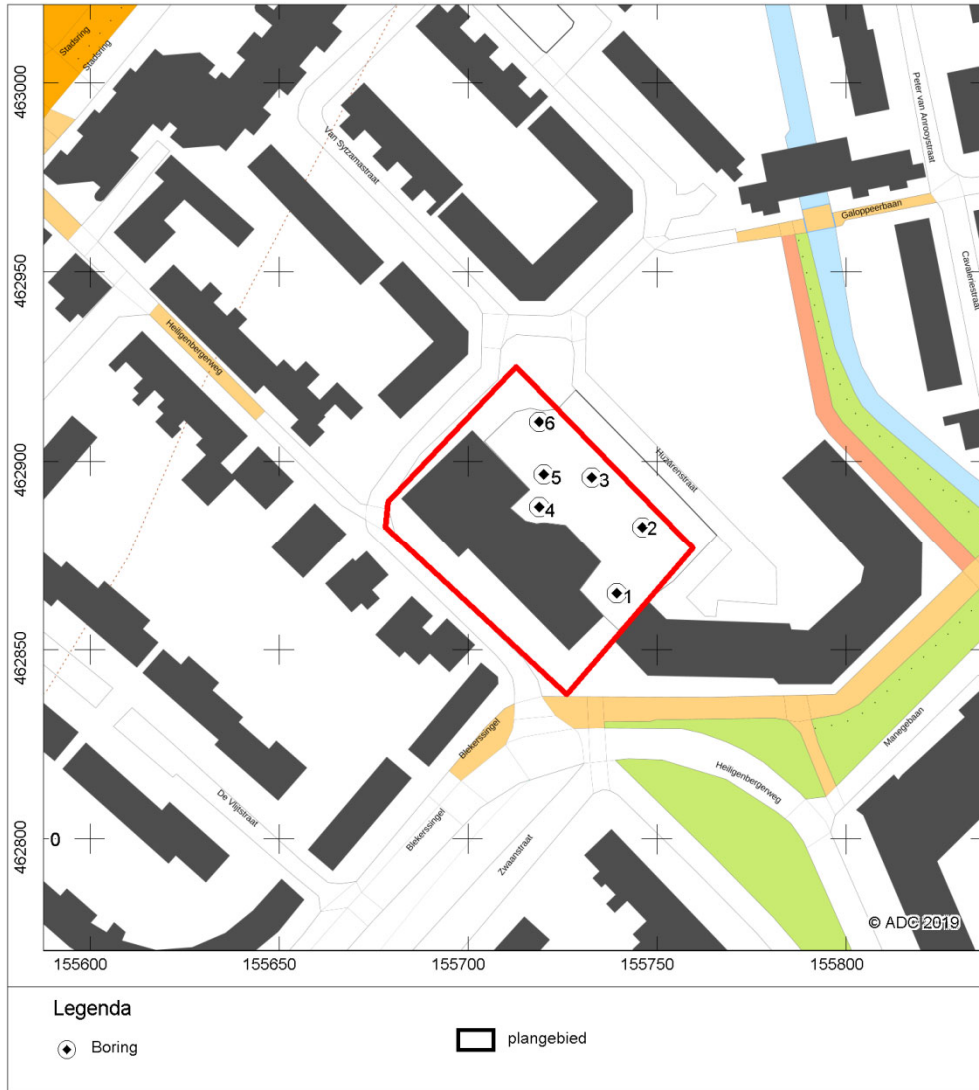 Stadsring
Stadsring
463000
Van Sytzamastraat
Peter van Anrooystraat
Galoppeerbaan
462950
Cavaleriestraat
Heiligenbergerweg
6
462900
Huzarenstraat
5
3
4
2
1
462850
Blekerssingel
Manegebaan
Heiligenbergerweg
De Vlijtstraat
462800
0
Blekerssingel
Zwaanstraat
© ADC 2019
155600 155650 155700 155750 155800
Legenda
Boring plangebied